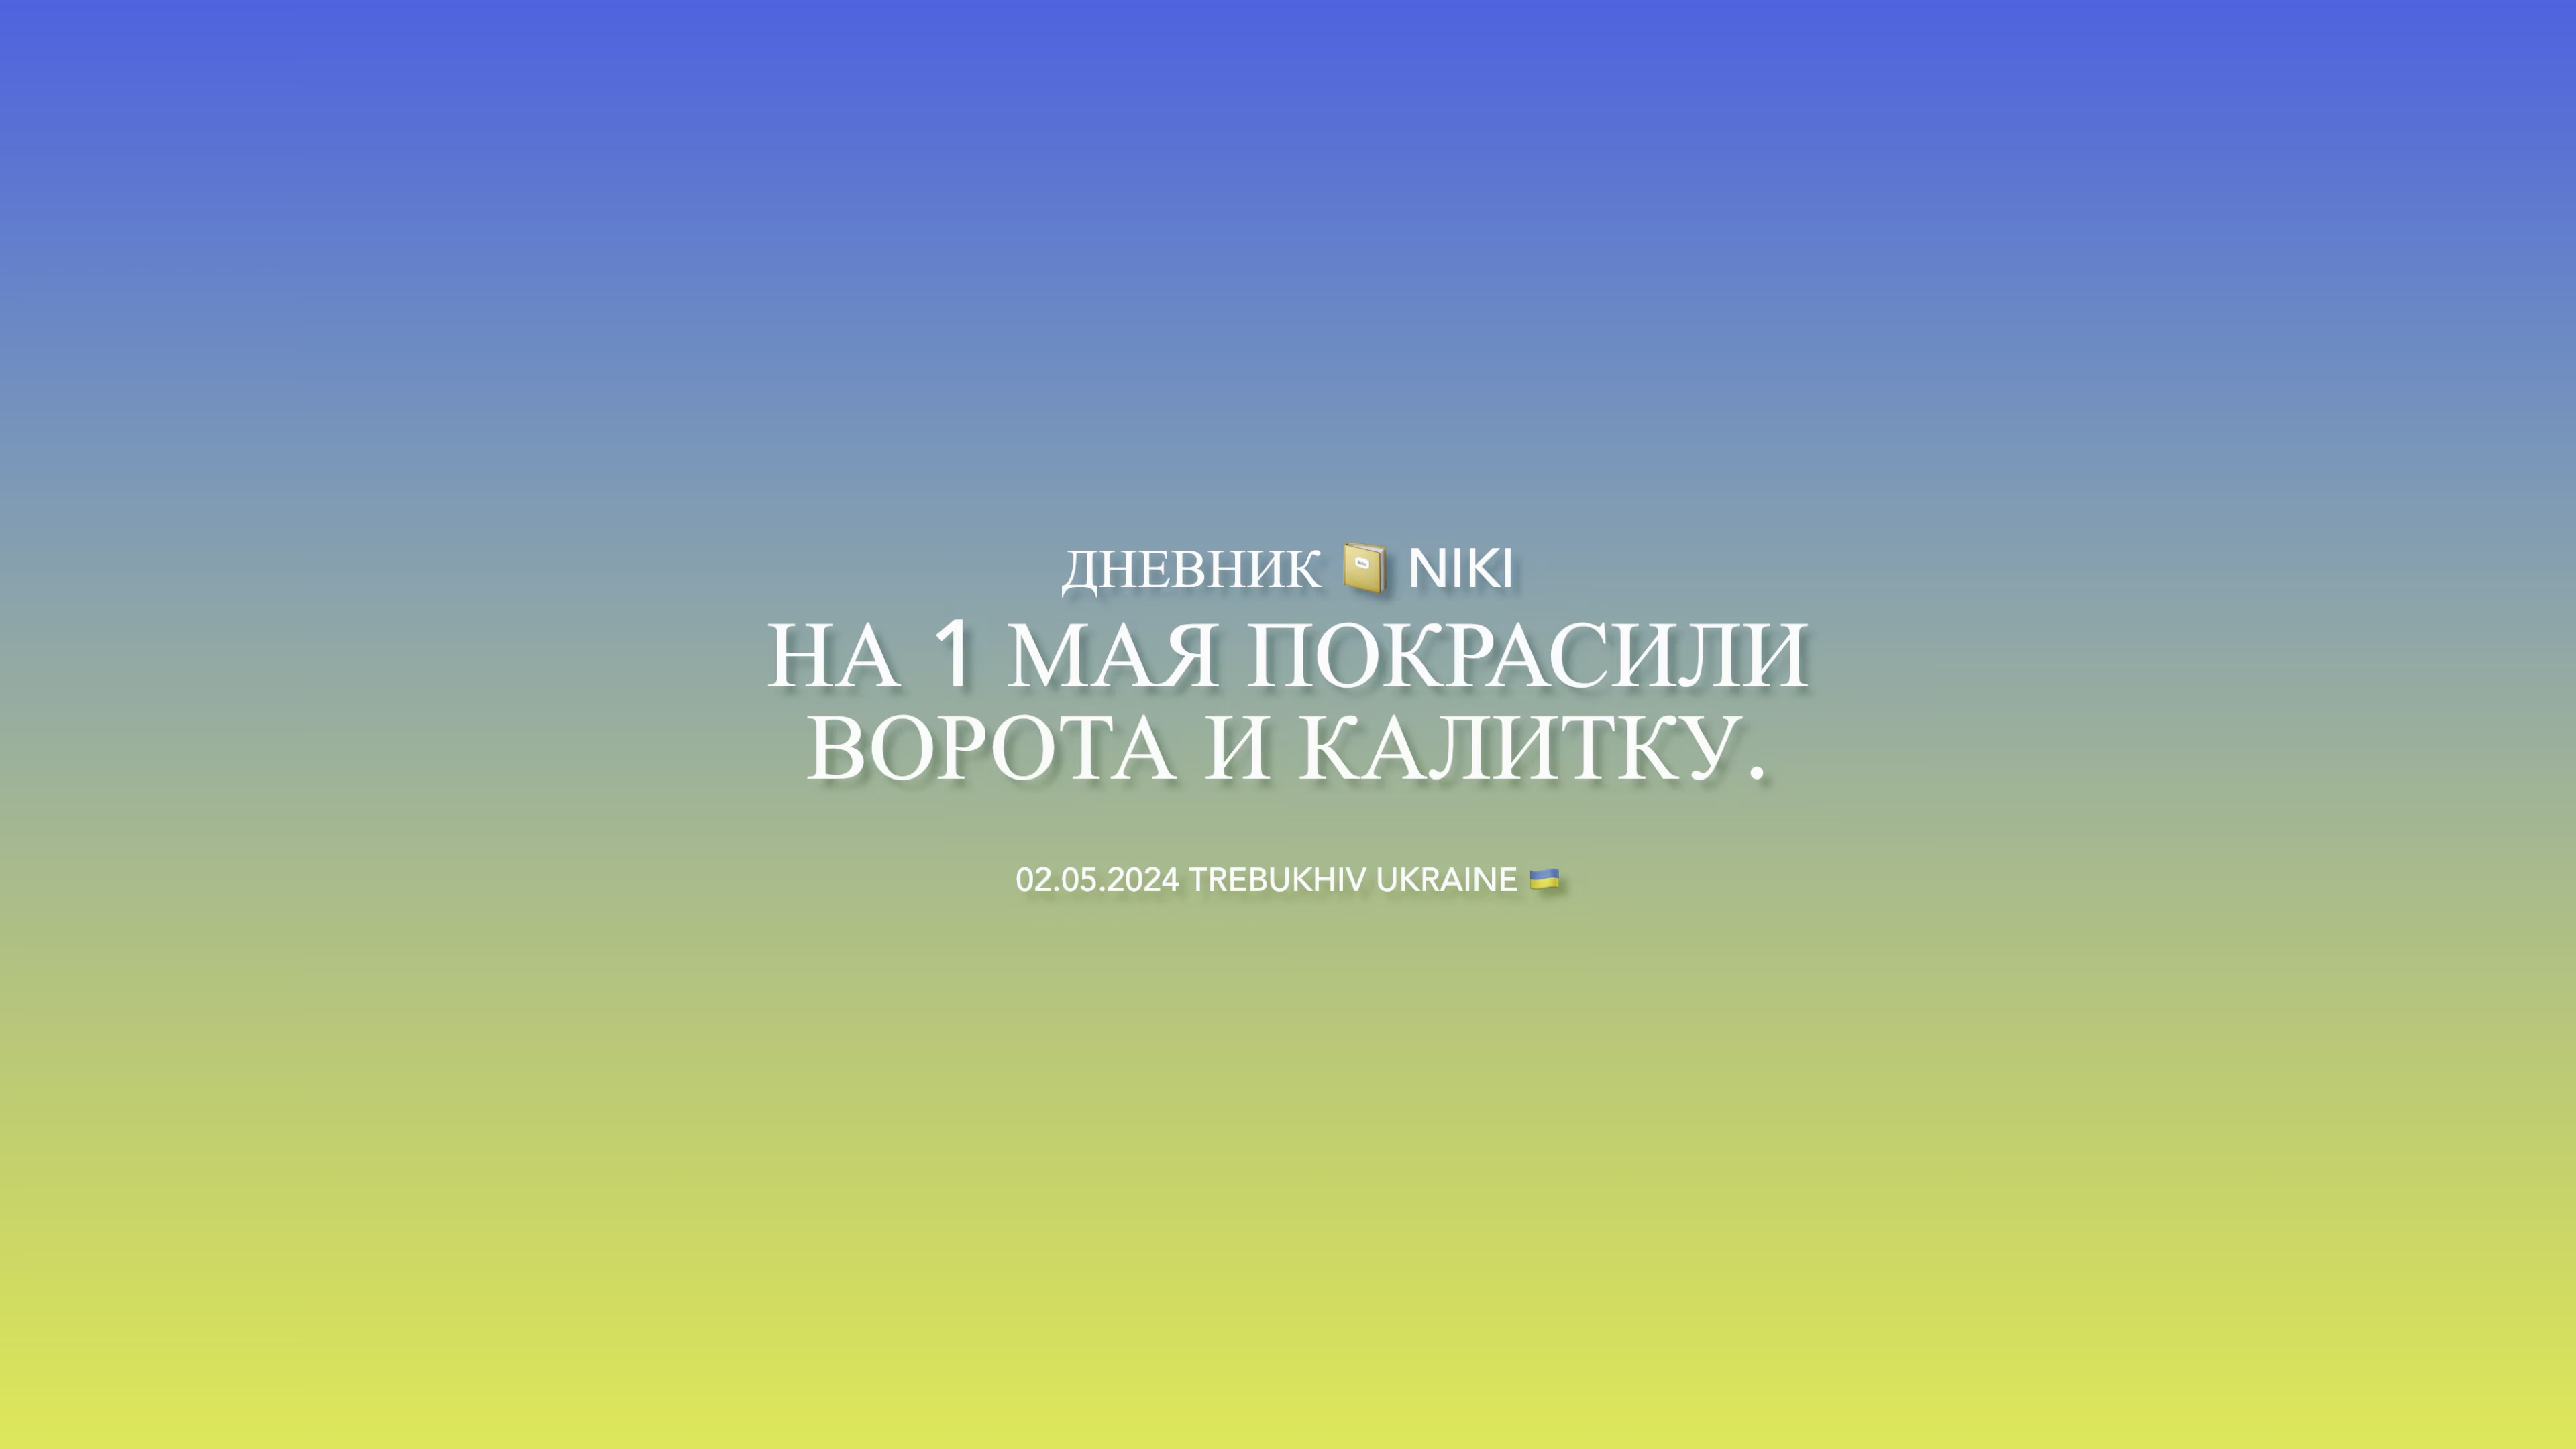 ДНЕВНИК 📔 NIKI
НА 1 МАЯ ПОКРАСИЛИ
ВОРОТА И КАЛИТКУ.
02.05.2024 TREBUKHIV UKRAINE 🇺🇦